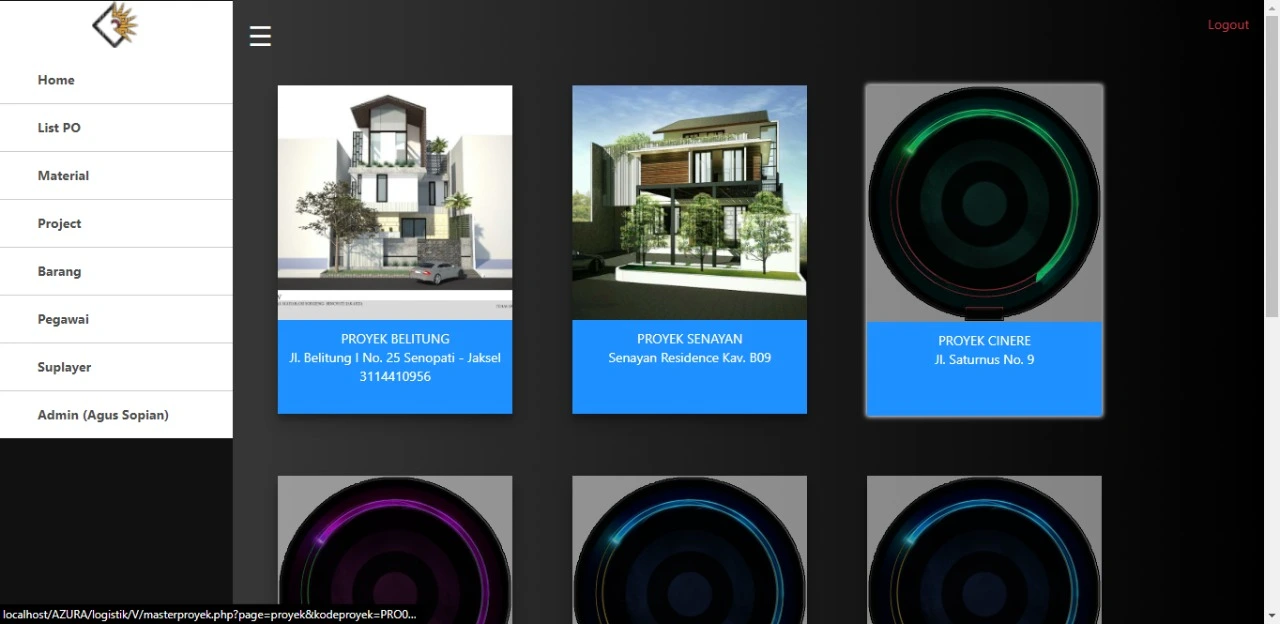 Logout
☰
Home
List PO
Material
Project
Barang
Pegawai
Suplayer
Admin (Agus Sopian)
PROYEK BELITUNG
Jl. Belitung I No. 25 Senopati - Jaksel
3114410956
PROYEK SENAYAN
Senayan Residence Kav. B09
PROYEK CINERE
Jl. Saturnus No. 9
localhost/AZURA/logistik/V/masterproyek.php?page=proyek&kodeproyek=PRO0...